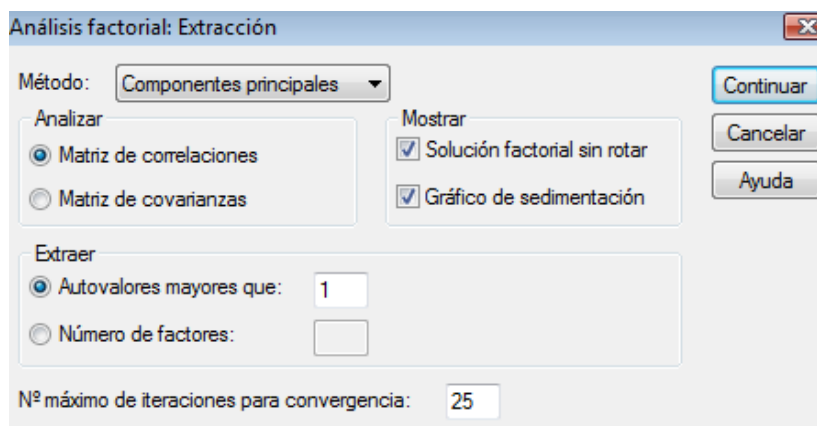 Análisis factorial: Extracción
Método: Componentes principales
Continuar
Cancelar
Ayuda
Analizar
Matriz de correlaciones
Matriz de covarianzas
Mostrar
Solución factorial sin rotar
Gráfico de sedimentación
Extraer
Autovalores mayores que: 1
Número de factores:
Nº máximo de iteraciones para convergencia: 25